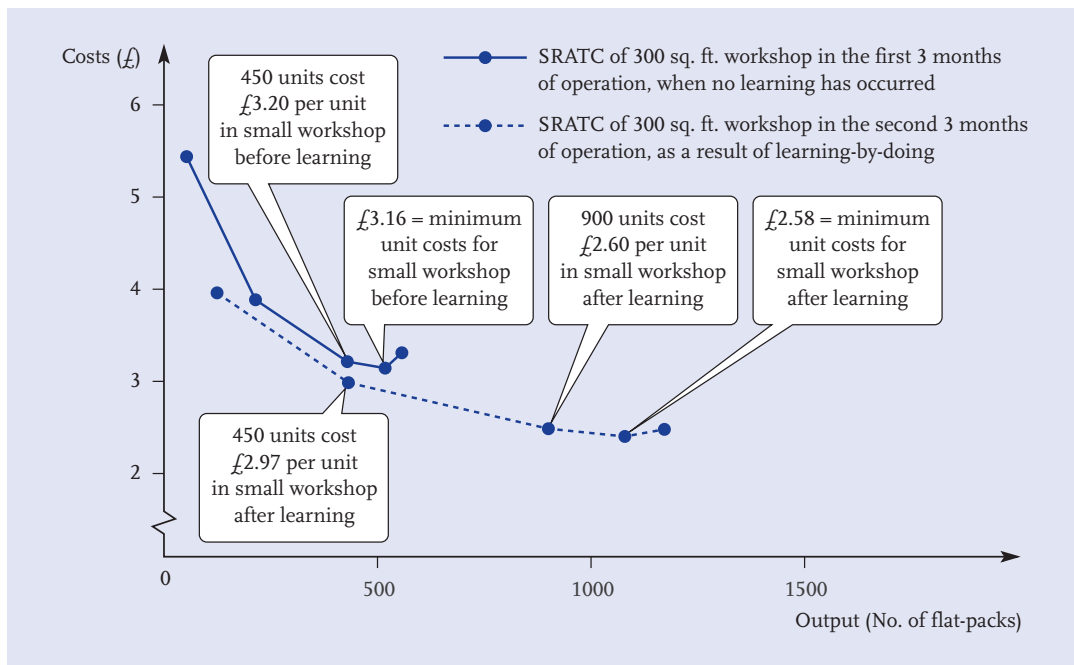 Costs (£)
6
5
4
3
2
0
500
1000
1500
Output (No. of flat-packs)
SRATC of 300 sq. ft. workshop in the first 3 months
of operation, when no learning has occurred
SRATC of 300 sq. ft. workshop in the second 3 months
of operation, as a result of learning-by-doing
450 units cost
£3.20 per unit
in small workshop
before learning
£3.16 = minimum
unit costs for
small workshop
before learning
900 units cost
£2.60 per unit
in small workshop
after learning
£2.58 = minimum
unit costs for
small workshop
after learning
450 units cost
£2.97 per unit
in small workshop
after learning